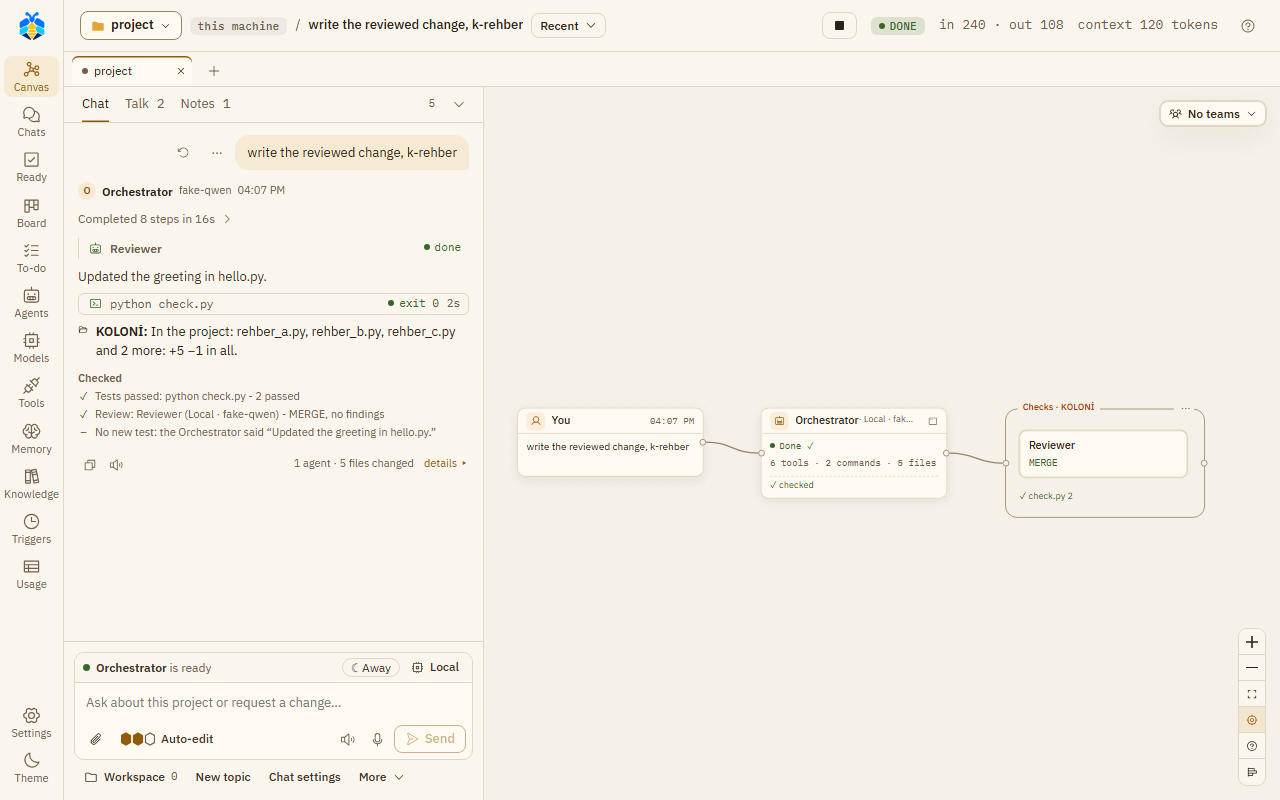 project
this machine
/
write the reviewed change, k-rehber
Recent
DONE
in 240 · out 108
context 120 tokens
Canvas
Chats
Ready
Board
To-do
Agents
Models
Tools
Memory
Knowledge
Triggers
Usage
Settings
Theme
project
Chat
Talk 2
Notes 1
5
write the reviewed change, k-rehber
O
Orchestrator fake-qwen 04:07 PM
Completed 8 steps in 16s
Reviewer
done
Updated the greeting in hello.py.
python check.py
exit 0 2s
KOLONİ: In the project: rehber_a.py, rehber_b.py, rehber_c.py
and 2 more: +5 −1 in all.
Checked
✓ Tests passed: python check.py - 2 passed
✓ Review: Reviewer (Local · fake-qwen) - MERGE, no findings
– No new test: the Orchestrator said “Updated the greeting in hello.py.”
1 agent · 5 files changed
details
Orchestrator is ready
Away
Local
Ask about this project or request a change...
Auto-edit
Send
Workspace 0
New topic
Chat settings
More
No teams
You
04:07 PM
write the reviewed change, k-rehber
Orchestrator · Local · fak...
Done ✓
6 tools · 2 commands · 5 files
✓ checked
Checks · KOLONİ
Reviewer
MERGE
✓ check.py 2